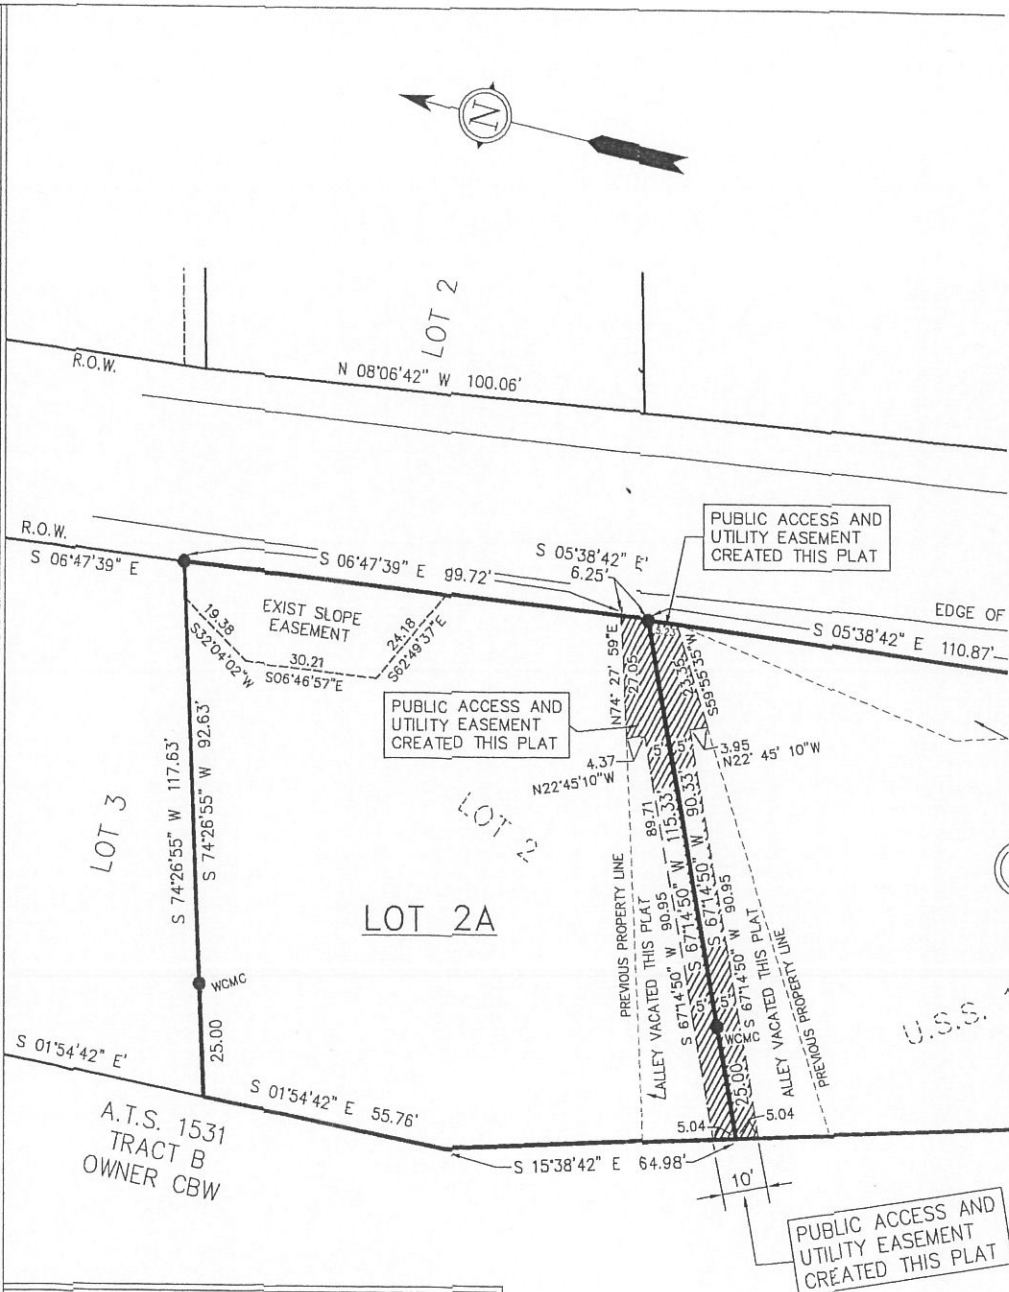 N
LOT 2
R.O.W.
N 08°06'42" W 100.06'
R.O.W.
S 06°47'39" E
S 06°47'39" E 99.72'
S 05°38'42" E'
6.25'
PUBLIC ACCESS AND
UTILITY EASEMENT
CREATED THIS PLAT
EDGE OF
S 05°38'42" E 110.87'
EXIST SLOPE
EASEMENT
19.38
S32°04'02"W
30.21
S06°46'57"E
24.18
S62°49'37"E
N74° 27' 59"E
27.05
S59°55'35"W
PUBLIC ACCESS AND
UTILITY EASEMENT
CREATED THIS PLAT
4.37
N22°45'10"W
5'
5'
3.95
N22° 45' 10"W
LOT 3
S 74°26'55" W 117.63'
S 74°26'55" W 92.63'
LOT 2
LOT 2A
89.71
S 67°14'50" W 115.33'
S 67°14'50" W 90.33'
S 67°14'50" W 90.95
S 67°14'50" W 90.95
PREVIOUS PROPERTY LINE
ALLEY VACATED THIS PLAT
ALLEY VACATED THIS PLAT
PREVIOUS PROPERTY LINE
WCMC
25.00
5'
5'
WCMC
25.00
U.S.S.
S 01°54'42" E'
S 01°54'42" E 55.76'
A.T.S. 1531
TRACT B
OWNER CBW
5.04
5.04
S 15°38'42" E 64.98'
10'
PUBLIC ACCESS AND
UTILITY EASEMENT
CREATED THIS PLAT